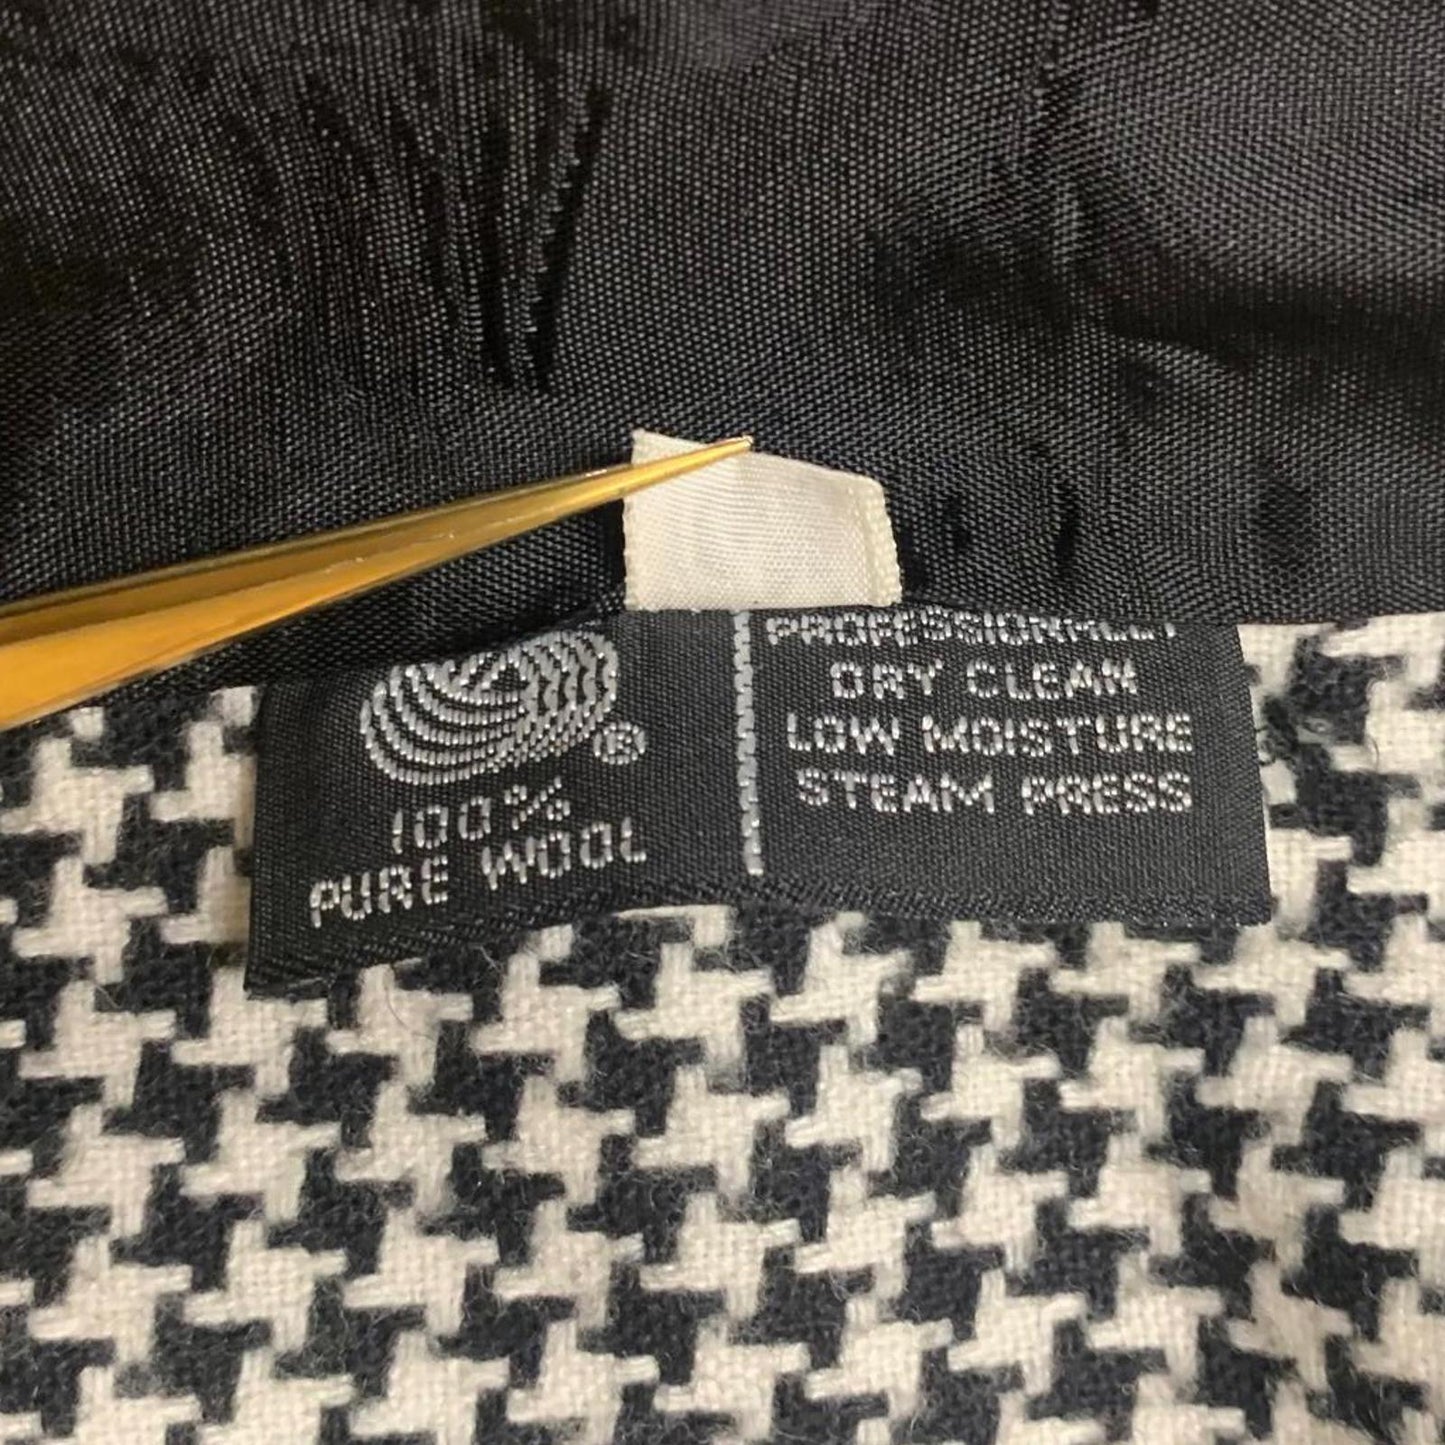 ®
100%
PURE WOOL
PROFESSIONALLY
DRY CLEAN
LOW MOISTURE
STEAM PRESS